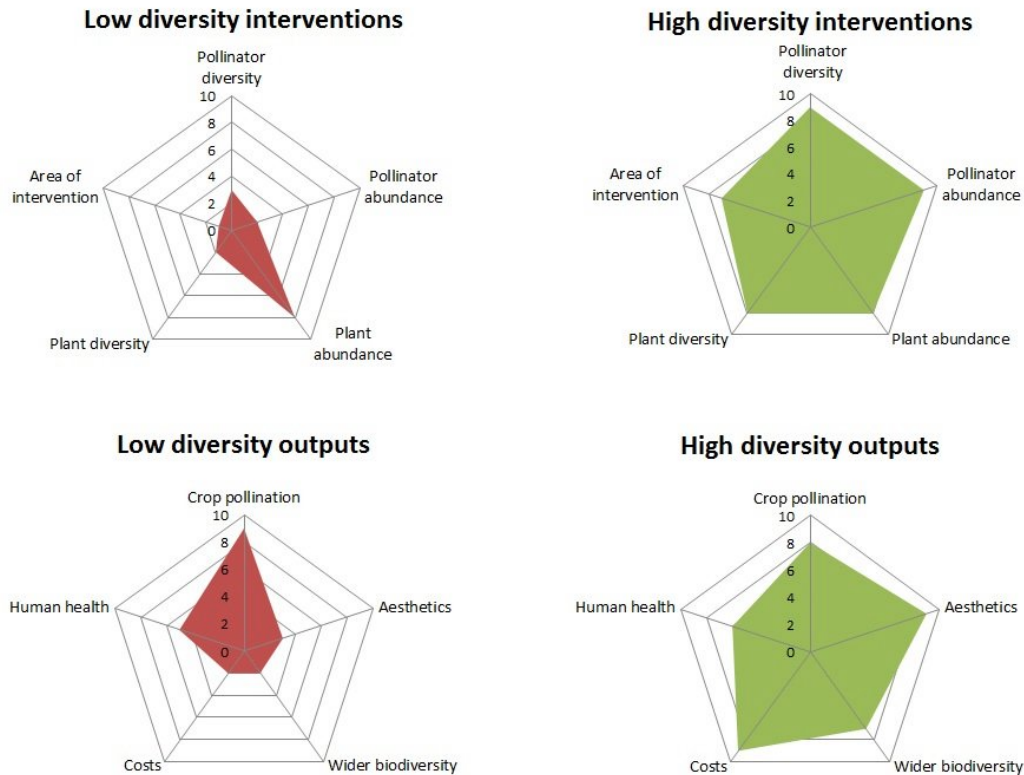 Low diversity interventions
Pollinator
diversity
10
8
6
4
2
0
Pollinator
abundance
Plant
abundance
Plant diversity
Area of
intervention
High diversity interventions
Pollinator
diversity
10
8
6
4
2
0
Pollinator
abundance
Plant abundance
Plant diversity
Area of
intervention
Low diversity outputs
Crop pollination
10
8
6
4
2
0
Aesthetics
Wider biodiversity
Costs
Human health
High diversity outputs
Crop pollination
10
8
6
4
2
0
Aesthetics
Wider biodiversity
Costs
Human health